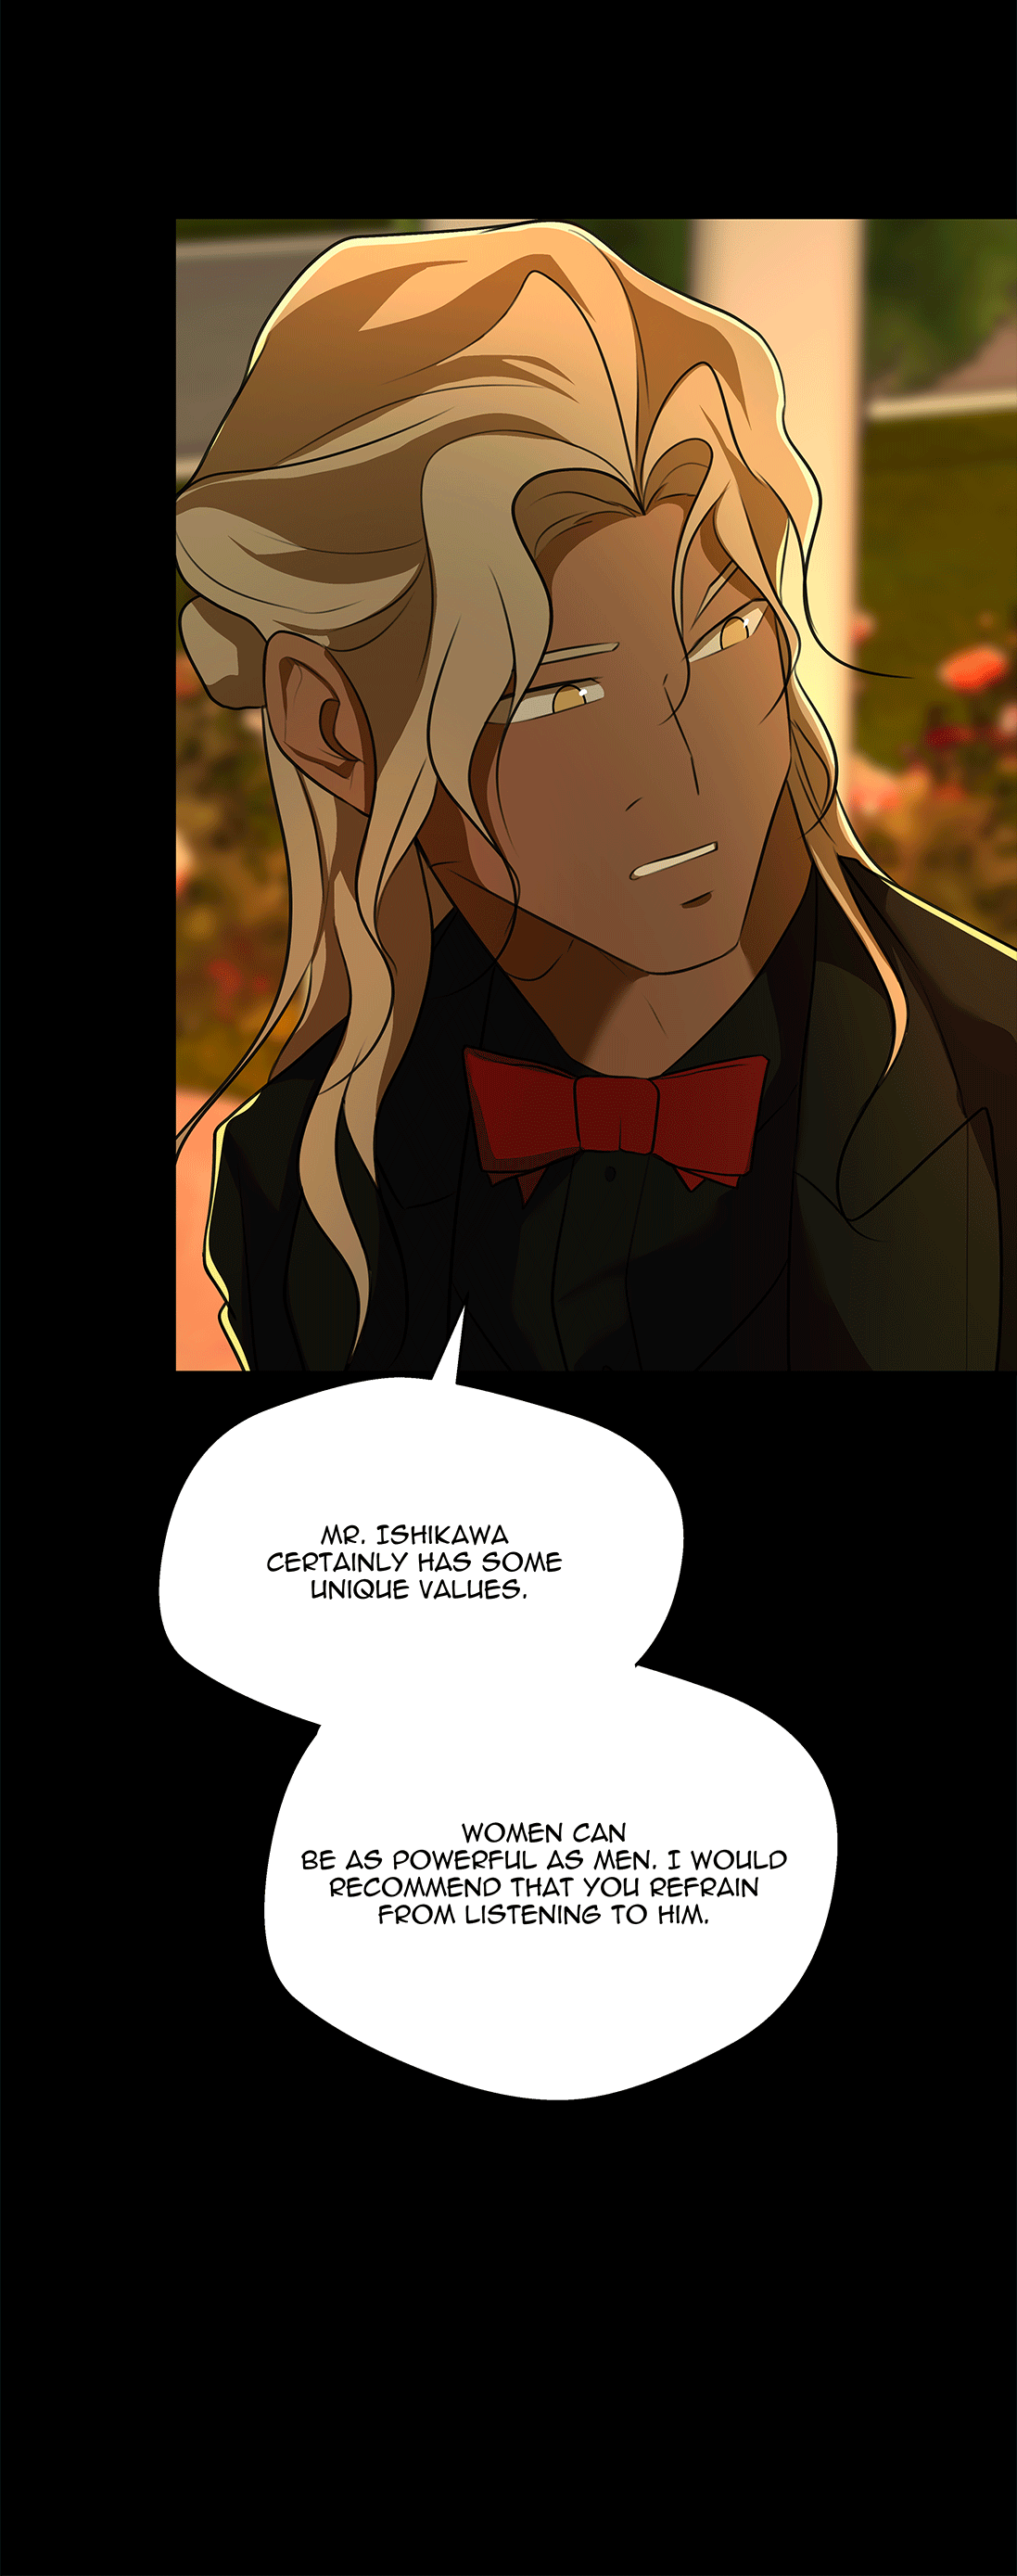 MR. ISHIKAWA
CERTAINLY HAS SOME
UNIQUE VALUES.
WOMEN CAN
BE AS POWERFUL AS MEN. I WOULD
RECOMMEND THAT YOU REFRAIN
FROM LISTENING TO HIM.